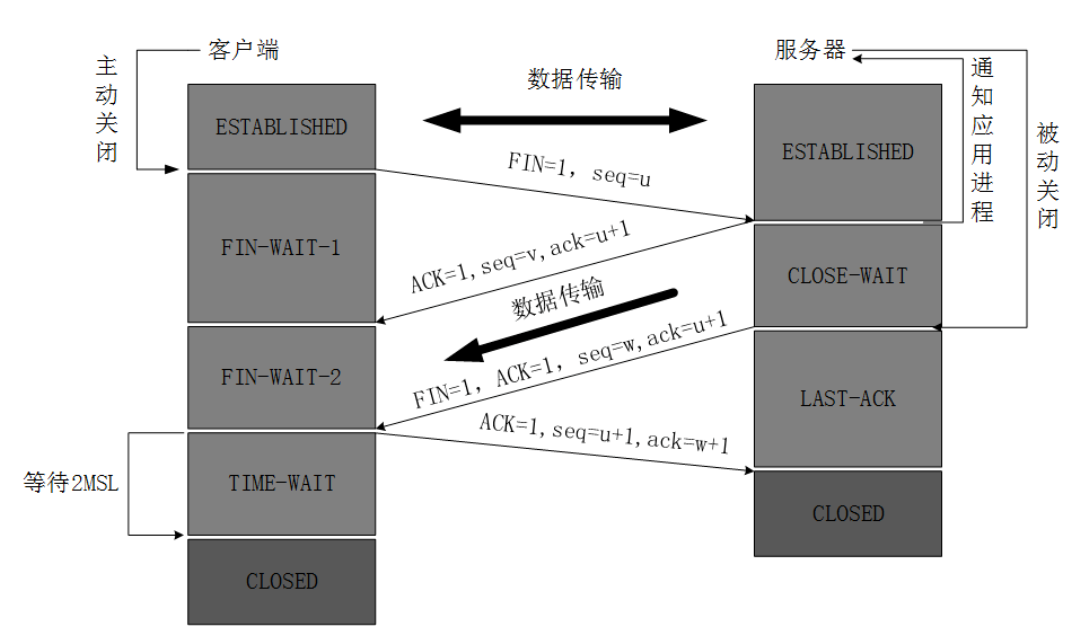 客户端
服务器
主动关闭
数据传输
通知应用进程
被动关闭
ESTABLISHED
ESTABLISHED
FIN=1, seq=u
FIN-WAIT-1
ACK=1,seq=v,ack=u+1
CLOSE-WAIT
数据传输
FIN=1, ACK=1, seq=w,ack=u+1
FIN-WAIT-2
LAST-ACK
ACK=1,seq=u+1,ack=w+1
等待2MSL
TIME-WAIT
CLOSED
CLOSED